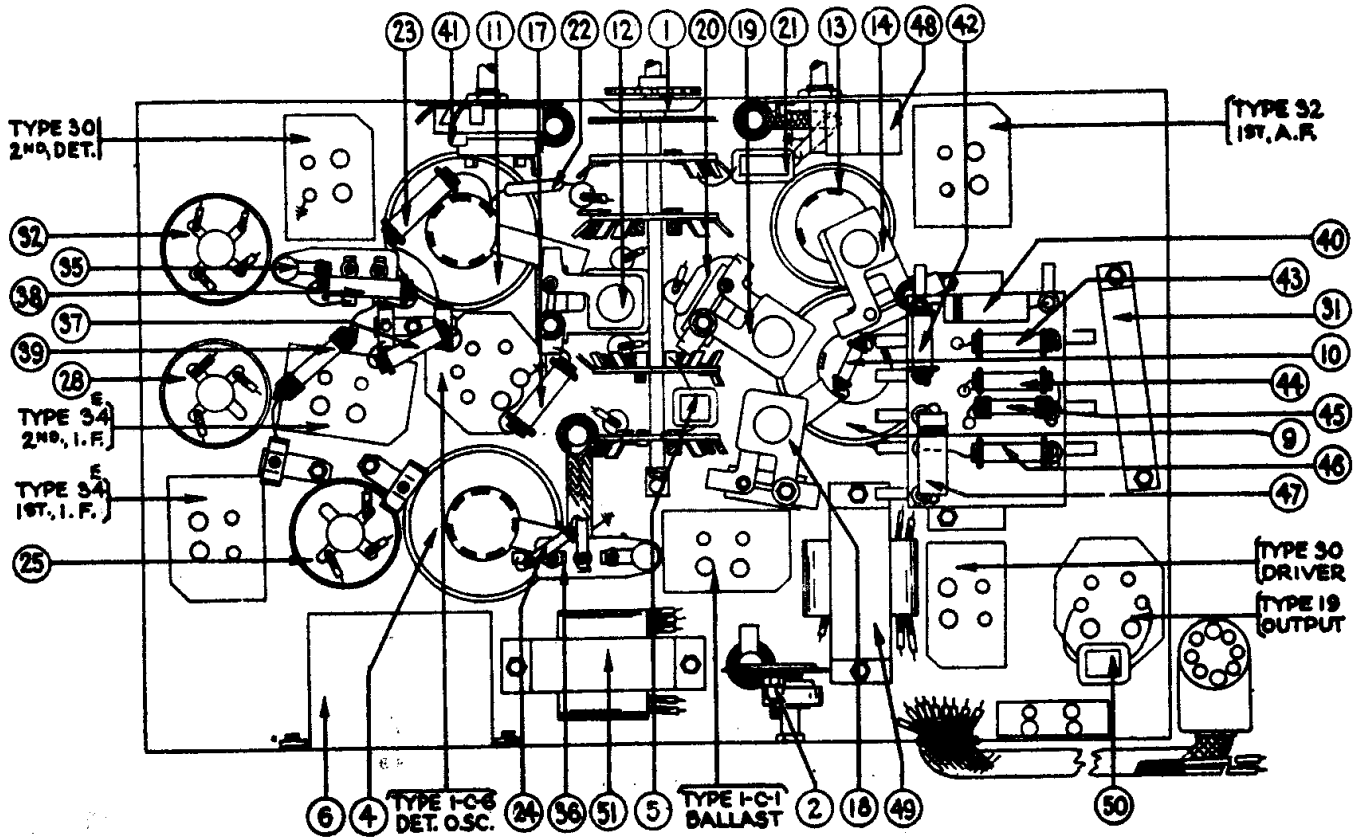 23 41 11 17 22 12 1 20 19 21 13 14 48 42
TYPE 30
2ND, DET.
TYPE 32
1ST, A.F.
32
35
38
37
39
28
TYPE 34E
2ND, I.F.
TYPE 34E
1ST, I.F.
25
40
43
31
10
44
45
9
46
47
TYPE 30
DRIVER
TYPE 19
OUTPUT
6 4 TYPE 1-C-6 24 36 51 5 TYPE 1-C-1 2 18 49 50
DET. OSC. BALLAST